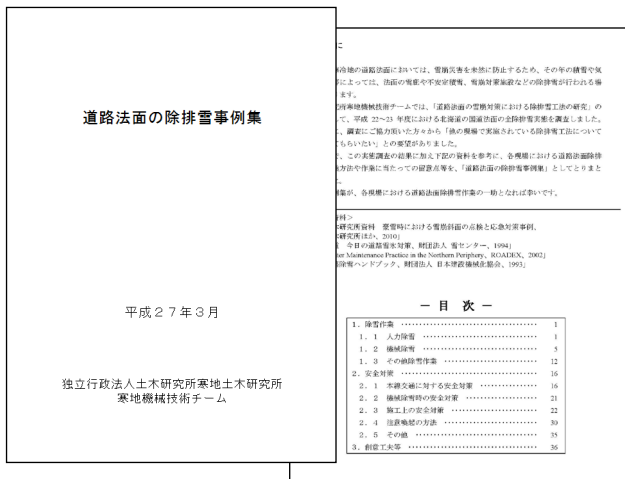 道路法面の除排雪事例集
平成２７年３月
独立行政法人土木研究所寒地土木研究所
寒地機械技術チーム
に
冷地の道路法面においては、雪崩災害を未然に防止するため、その年の積雪や気
等によっては、法面の雪庇や不安定積雪、雪崩対策施設などの除排雪が行われる場
ます。
所寒地機械技術チームでは、「道路法面の雪崩対策における除排雪工法の研究」の
して、平成 22～23 年度における北海道の国道法面の全除排雪実態を調査しました。
、調査にご協力頂いた方々から「他の現場で実施されている除排雪工法について
てもらいたい」との要望がありました。
、この実態調査の結果に加え下記の資料を参考に、各現場における道路法面除排
方法や作業に当たっての留意点等を、「道路法面の除排雪事例集」としてとりまと
た。
集が、各現場における道路法面除排雪作業の一助となれば幸いです。
資料＞
研究所資料 豪雪時における雪崩斜面の点検と応急対策事例、
研究所ほか、2010」
今日の道路雪氷対策、財団法人 雪センター、1994」
ter Maintenance Practice in the Northern Periphery、ROADEX、2002」
除雪ハンドブック、財団法人 日本建設機械化協会、1993」
－ 目 次 －
1．除雪作業 ………………………………… 1
1．1 人力除雪 ……………………………… 1
1．2 機械除雪 ……………………………… 5
1．3 その他除雪作業 ……………………… 12
2．安全対策 ………………………………… 16
2．1 本線交通に対する安全対策 ………… 16
2．2 機械除雪時の安全対策 ……………… 21
2．3 施工上の安全対策 …………………… 22
2．4 注意喚起の方法 ……………………… 30
2．5 その他 ………………………………… 35
3．創意工夫等 ……………………………… 36